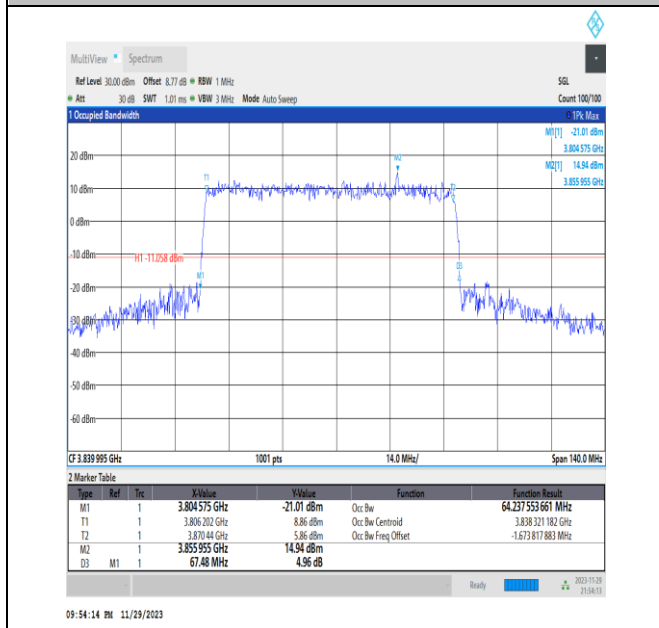 MultiView Spectrum
Ref Level 30.00 dBm Offset 8.77 dB RBW 1 MHz SGL
Att 30 dB SWT 1.01 ms VBW 3 MHz Mode Auto Sweep Count 100/100
1 Occupied Bandwidth 1Pk Max
M1[1] -21.01 dBm
3.804 575 GHz
M2[1] 14.94 dBm
3.855 955 GHz
M2
20 dBm
T1
T2
10 dBm
0 dBm
-10 dBm
H1 -11.058 dBm
D3
M1
-20 dBm
-30 dBm
-40 dBm
-50 dBm
-60 dBm
CF 3.839 995 GHz 1001 pts 14.0 MHz/ Span 140.0 MHz
2 Marker Table
Type Ref Trc X-Value Y-Value Function Function Result
M1 1 3.804 575 GHz -21.01 dBm Occ Bw 64.237 553 661 MHz
T1 1 3.806 202 GHz 8.86 dBm Occ Bw Centroid 3.838 321 182 GHz
T2 1 3.870 44 GHz 5.86 dBm Occ Bw Freq Offset -1.673 817 883 MHz
M2 1 3.855 955 GHz 14.94 dBm
D3 M1 1 67.48 MHz 4.96 dB
Ready 2023-11-29
21:54:13
09:54:14 PM 11/29/2023